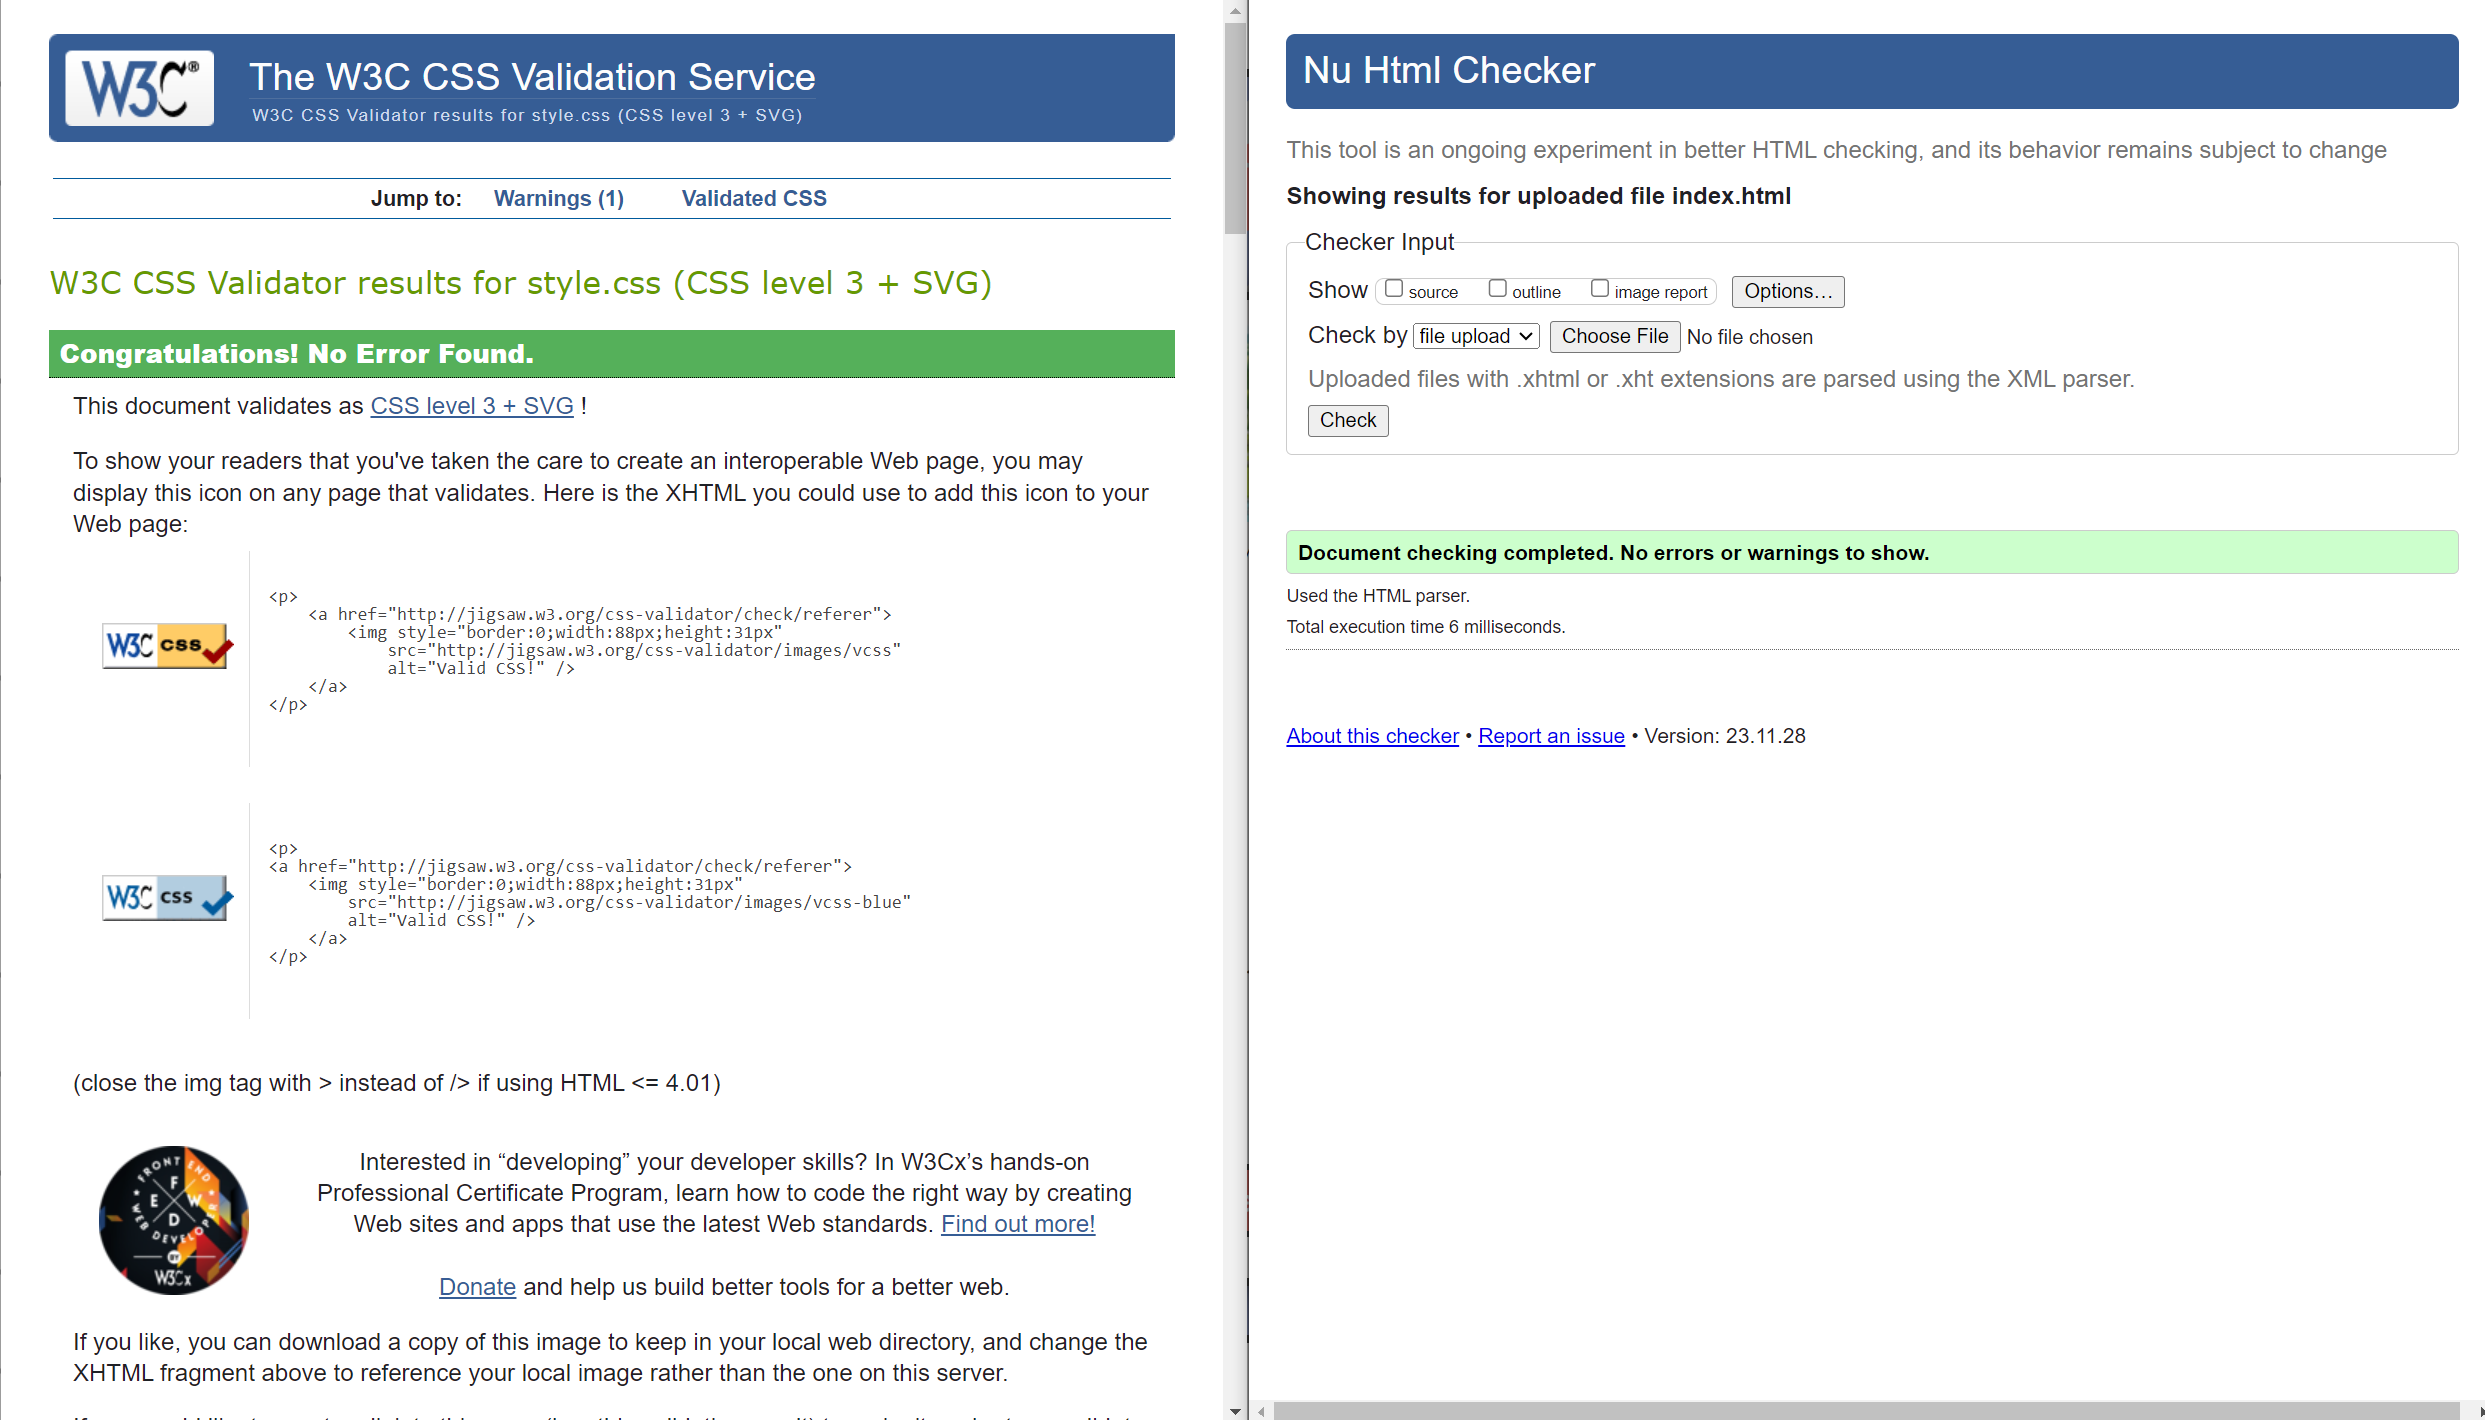 W3C®
The W3C CSS Validation Service
W3C CSS Validator results for style.css (CSS level 3 + SVG)
Jump to: Warnings (1) Validated CSS
W3C CSS Validator results for style.css (CSS level 3 + SVG)
Congratulations! No Error Found.
This document validates as CSS level 3 + SVG !
To show your readers that you've taken the care to create an interoperable Web page, you may
display this icon on any page that validates. Here is the XHTML you could use to add this icon to your
Web page:
W3C css
<p>
<a href="http://jigsaw.w3.org/css-validator/check/referer">
<img style="border:0;width:88px;height:31px"
src="http://jigsaw.w3.org/css-validator/images/vcss"
alt="Valid CSS!" />
</a>
</p>
W3C css
<p>
<a href="http://jigsaw.w3.org/css-validator/check/referer">
<img style="border:0;width:88px;height:31px"
src="http://jigsaw.w3.org/css-validator/images/vcss-blue"
alt="Valid CSS!" />
</a>
</p>
(close the img tag with > instead of /> if using HTML <= 4.01)
FRONT END
WEB DEVELOPER
F E W D
BY
W3Cx
Interested in “developing” your developer skills? In W3Cx’s hands-on
Professional Certificate Program, learn how to code the right way by creating
Web sites and apps that use the latest Web standards. Find out more!
Donate and help us build better tools for a better web.
If you like, you can download a copy of this image to keep in your local web directory, and change the
XHTML fragment above to reference your local image rather than the one on this server.
Nu Html Checker
This tool is an ongoing experiment in better HTML checking, and its behavior remains subject to change
Showing results for uploaded file index.html
Checker Input
Show source outline image report Options…
Check by file upload Choose File No file chosen
Uploaded files with .xhtml or .xht extensions are parsed using the XML parser.
Check
Document checking completed. No errors or warnings to show.
Used the HTML parser.
Total execution time 6 milliseconds.
About this checker • Report an issue • Version: 23.11.28